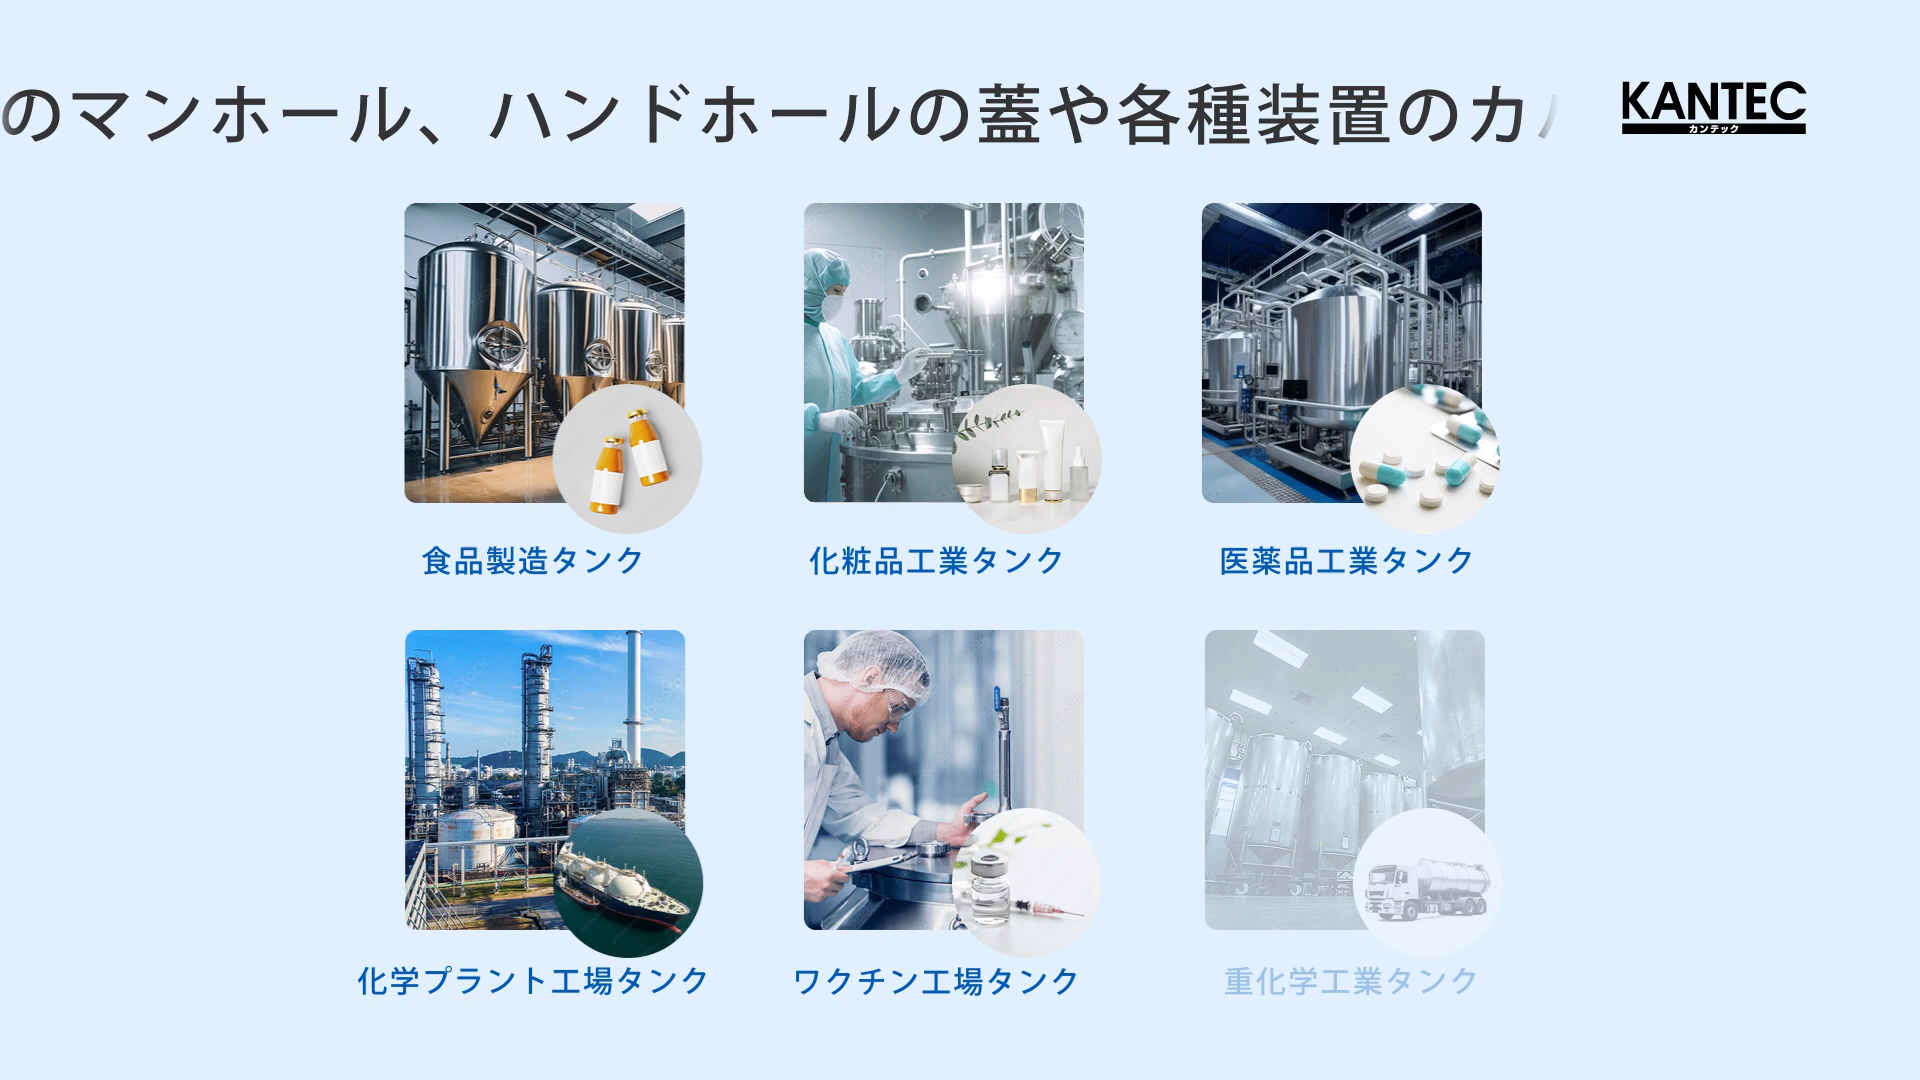 のマンホール、ハンドホールの蓋や各種装置のカ
KANTEC
カンテック
食品製造タンク
化粧品工業タンク
医薬品工業タンク
化学プラント工場タンク
ワクチン工場タンク
重化学工業タンク